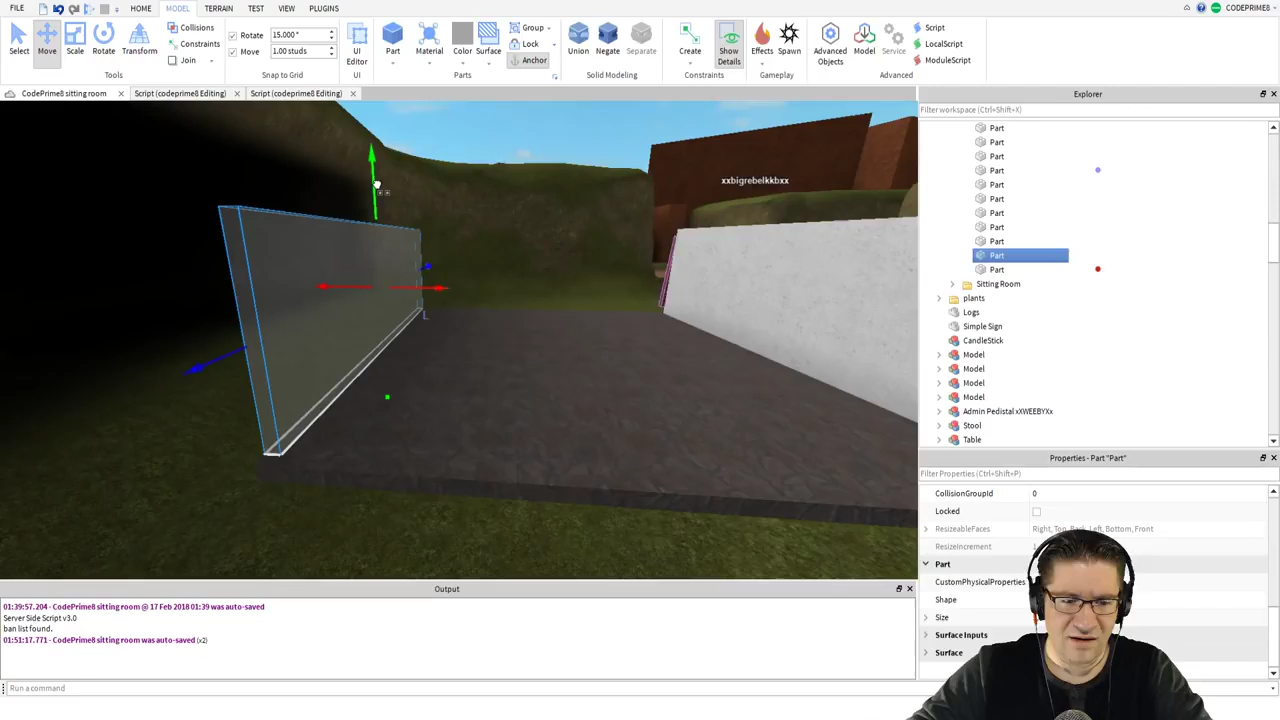 FILE HOME MODEL TERRAIN TEST VIEW PLUGINS CODEPRIME8
Select Move Scale Rotate Transform
Collisions
Constraints
Join
Tools
Rotate 15.000°
Move 1.00 studs
Snap to Grid
UI Editor
UI
Part Material Color Surface
Group
Lock
Anchor
Parts
Union Negate Separate
Solid Modeling
Create Show Details
Constraints
Effects Spawn
Gameplay
Advanced Objects Model Service
Script
LocalScript
ModuleScript
Advanced
CodePrime8 sitting room Script (codeprime8 Editing) Script (codeprime8 Editing)
xxbigrebelkkbxx
Explorer
Filter workspace (Ctrl+Shift+X)
Part
Part
Part
Part
Part
Part
Part
Part
Part
Part
Part
Sitting Room
plants
Logs
Simple Sign
CandleStick
Model
Model
Model
Model
Admin Pedistal xXWEEBYXx
Stool
Table
Properties - Part "Part"
Filter Properties (Ctrl+Shift+P)
CollisionGroupId 0
Locked
ResizeableFaces Right, Top, Back, Left, Bottom, Front
ResizeIncrement
Part
CustomPhysicalProperties
Shape
Size
Surface Inputs
Surface
Output
01:39:57.204 - CodePrime8 sitting room @ 17 Feb 2018 01:39 was auto-saved
Server Side Script v3.0
ban list found.
01:51:17.771 - CodePrime8 sitting room was auto-saved (x2)
Run a command